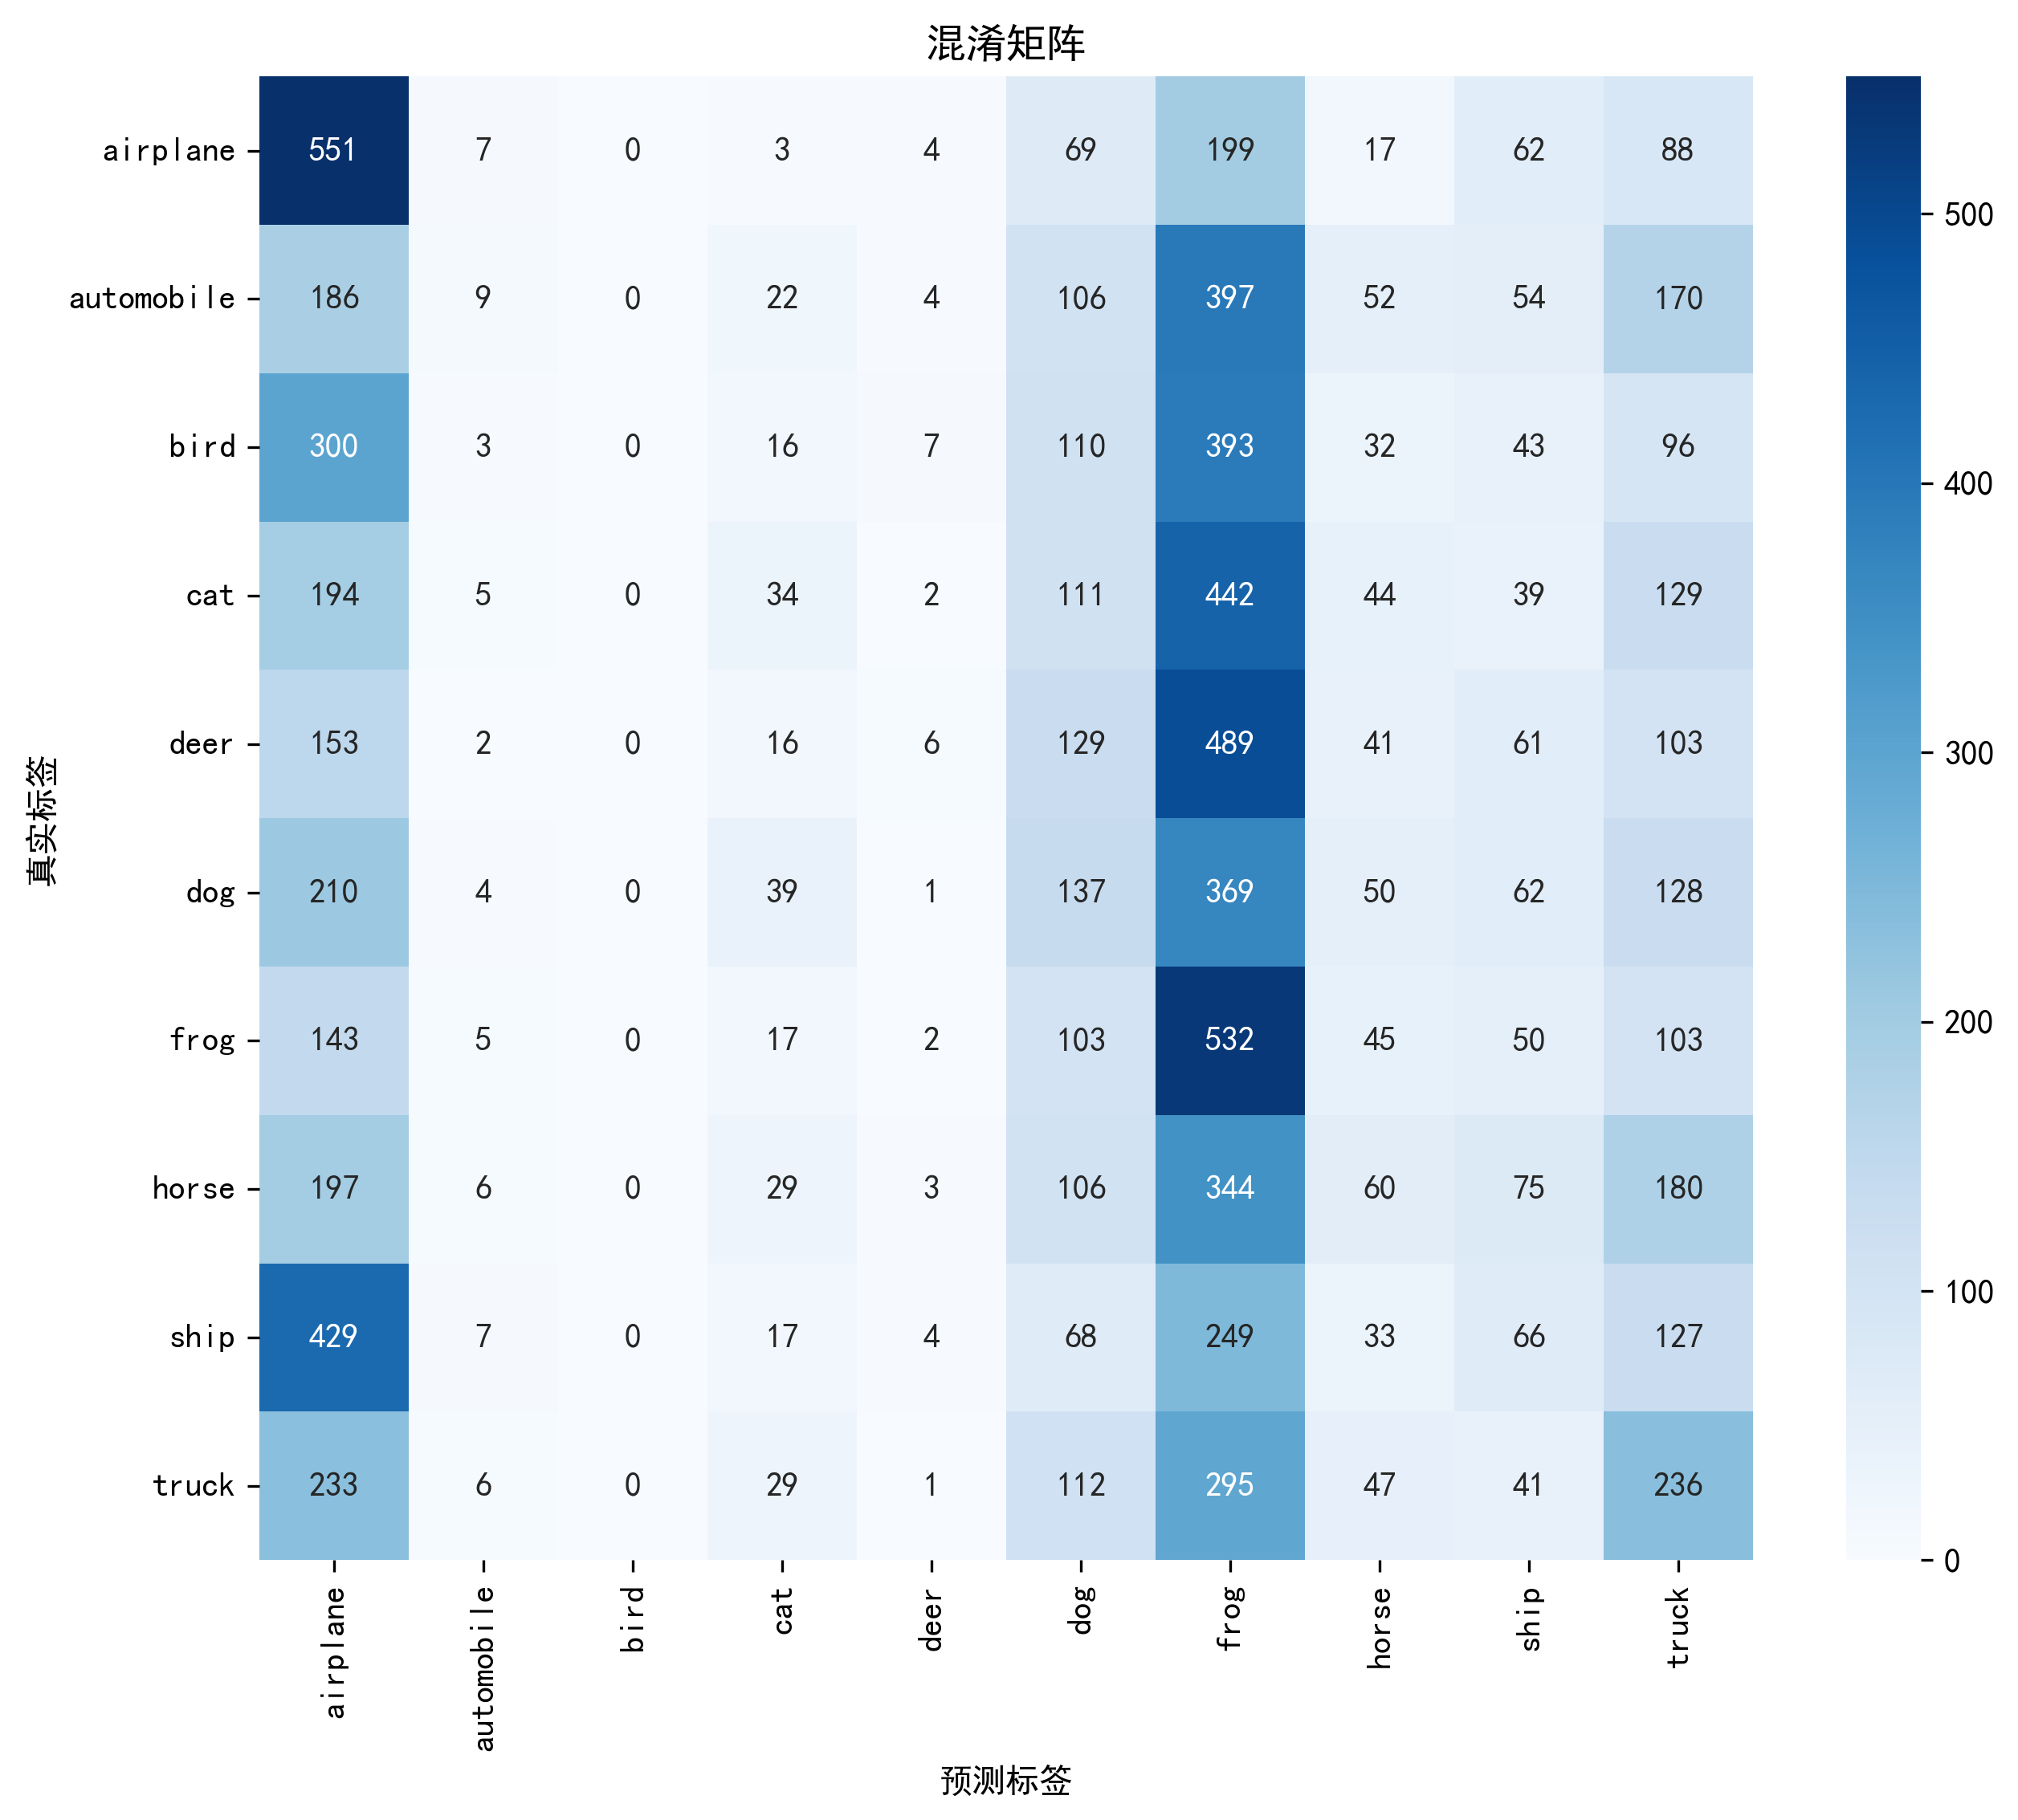 混淆矩阵
airplane 551 7 0 3 4 69 199 17 62 88
automobile 186 9 0 22 4 106 397 52 54 170
bird 300 3 0 16 7 110 393 32 43 96
cat 194 5 0 34 2 111 442 44 39 129
deer 153 2 0 16 6 129 489 41 61 103
dog 210 4 0 39 1 137 369 50 62 128
frog 143 5 0 17 2 103 532 45 50 103
horse 197 6 0 29 3 106 344 60 75 180
ship 429 7 0 17 4 68 249 33 66 127
truck 233 6 0 29 1 112 295 47 41 236
airplane automobile bird cat deer dog frog horse ship truck
预测标签
真实标签
500
400
300
200
100
0